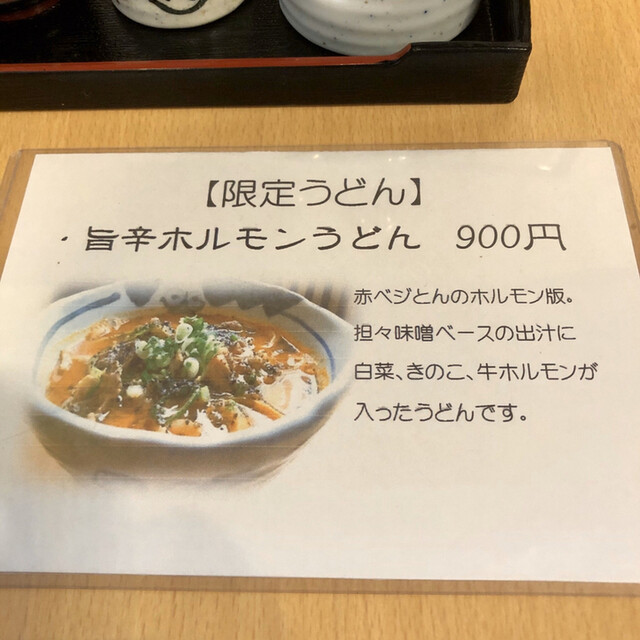 【限定うどん】
・旨辛ホルモンうどん 900円
赤ベジとんのホルモン版。
担々味噌ベースの出汁に
白菜、きのこ、牛ホルモンが
入ったうどんです。